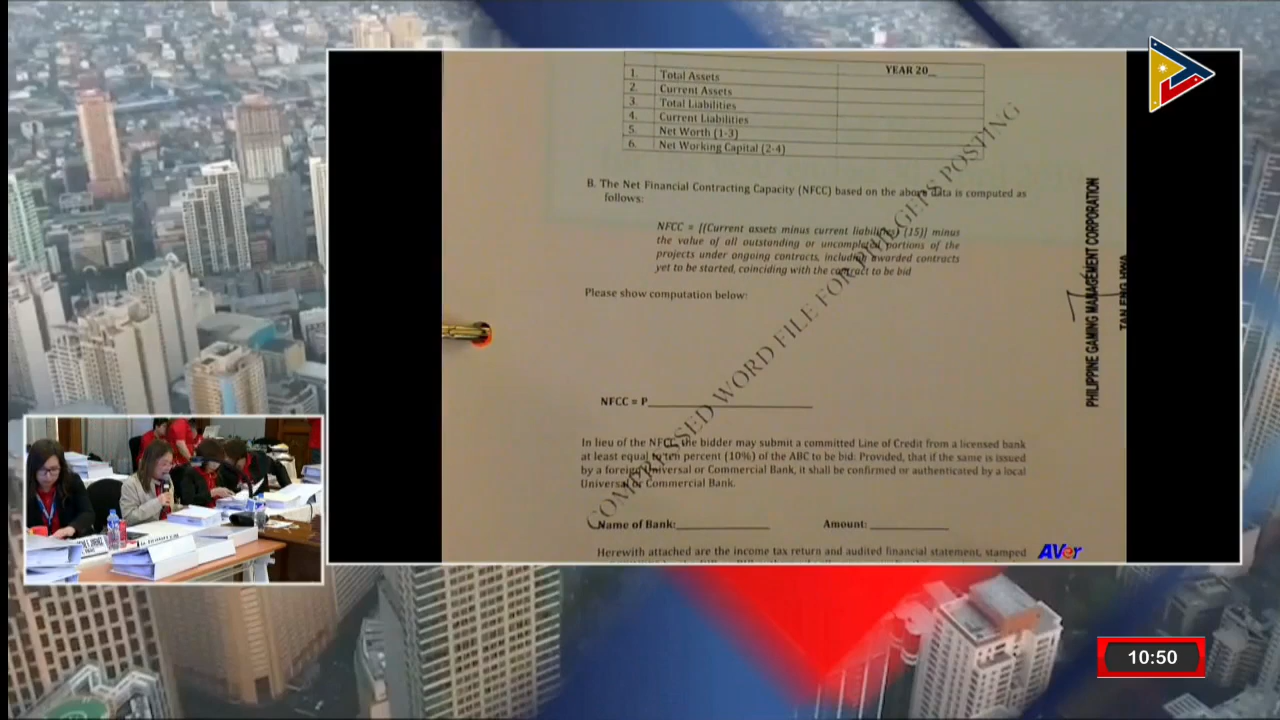 YEAR 20_
1. Total Assets
2. Current Assets
3. Total Liabilities
4. Current Liabilities
5. Net Worth (1-3)
6. Net Working Capital (2-4)
B. The Net Financial Contracting Capacity (NFCC) based on the above data is computed as
follows:
NFCC = [(Current assets minus current liabilities) (15)] minus
the value of all outstanding or uncompleted portions of the
projects under ongoing contracts, including awarded contracts
yet to be started, coinciding with the contract to be bid
Please show computation below:
NFCC = P
In lieu of the NFCC, the bidder may submit a committed Line of Credit from a licensed bank
at least equal to ten percent (10%) of the ABC to be bid: Provided, that if the same is issued
by a foreign Universal or Commercial Bank, it shall be confirmed or authenticated by a local
Universal or Commercial Bank.
Name of Bank: Amount:
Herewith attached are the income tax return and audited financial statement, stamped
WORD FILE FOR PHILGEPS POSTING
PHILIPPINE GAMING MANAGEMENT CORPORATION
TAN ENG HWA
AVer
10:50